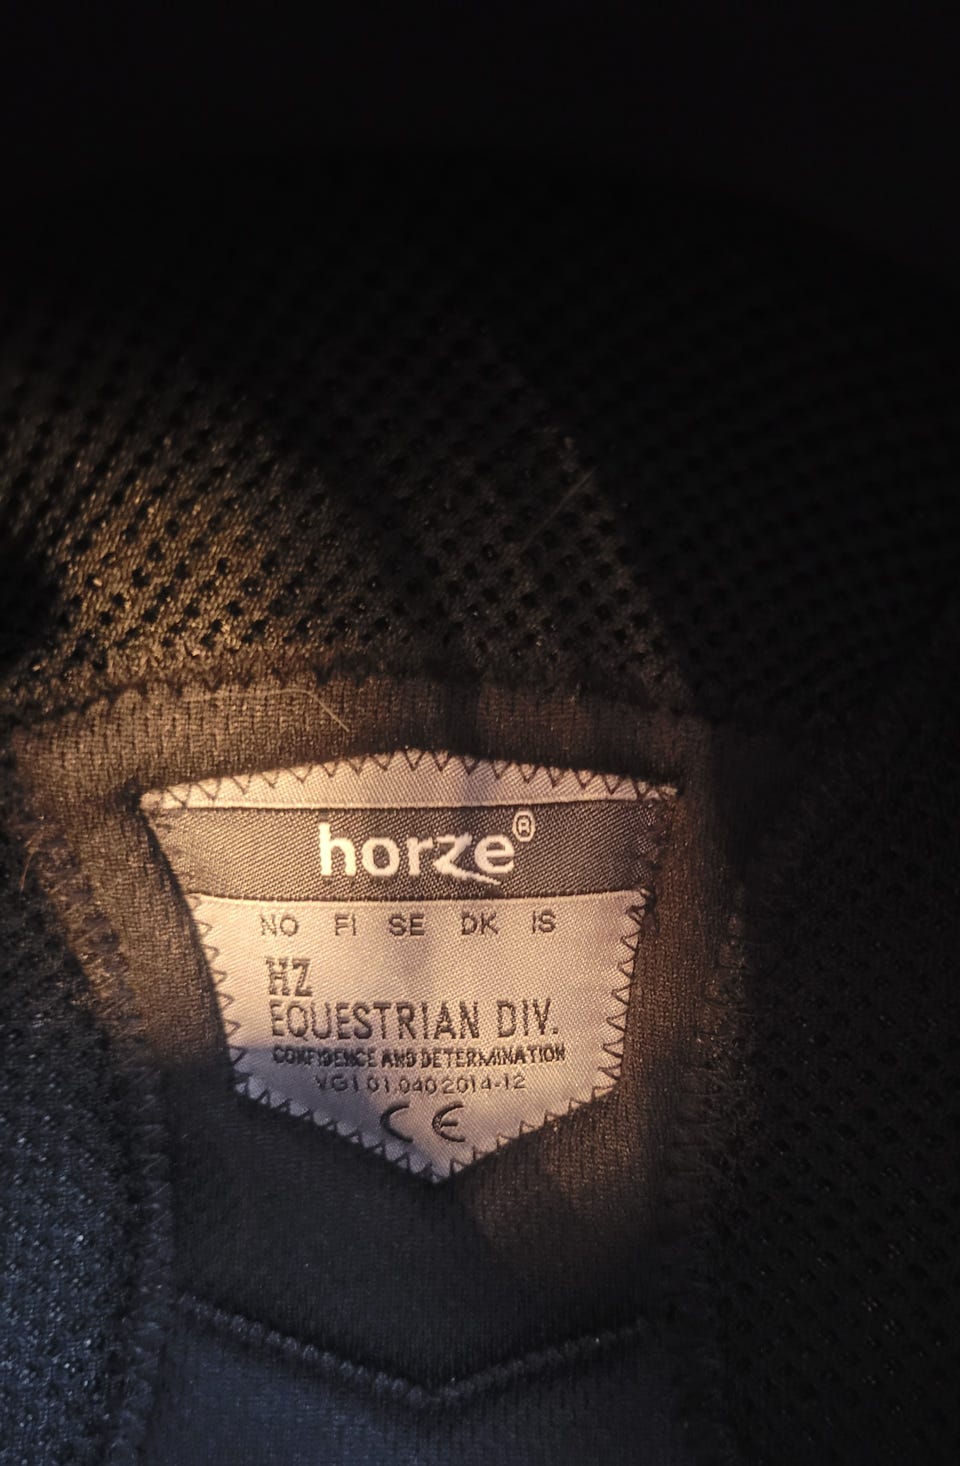 horze®
NO FI SE DK IS
HZ
EQUESTRIAN DIV.
CONFIDENCE AND DETERMINATION
VG1 01.040 2014-12
CE